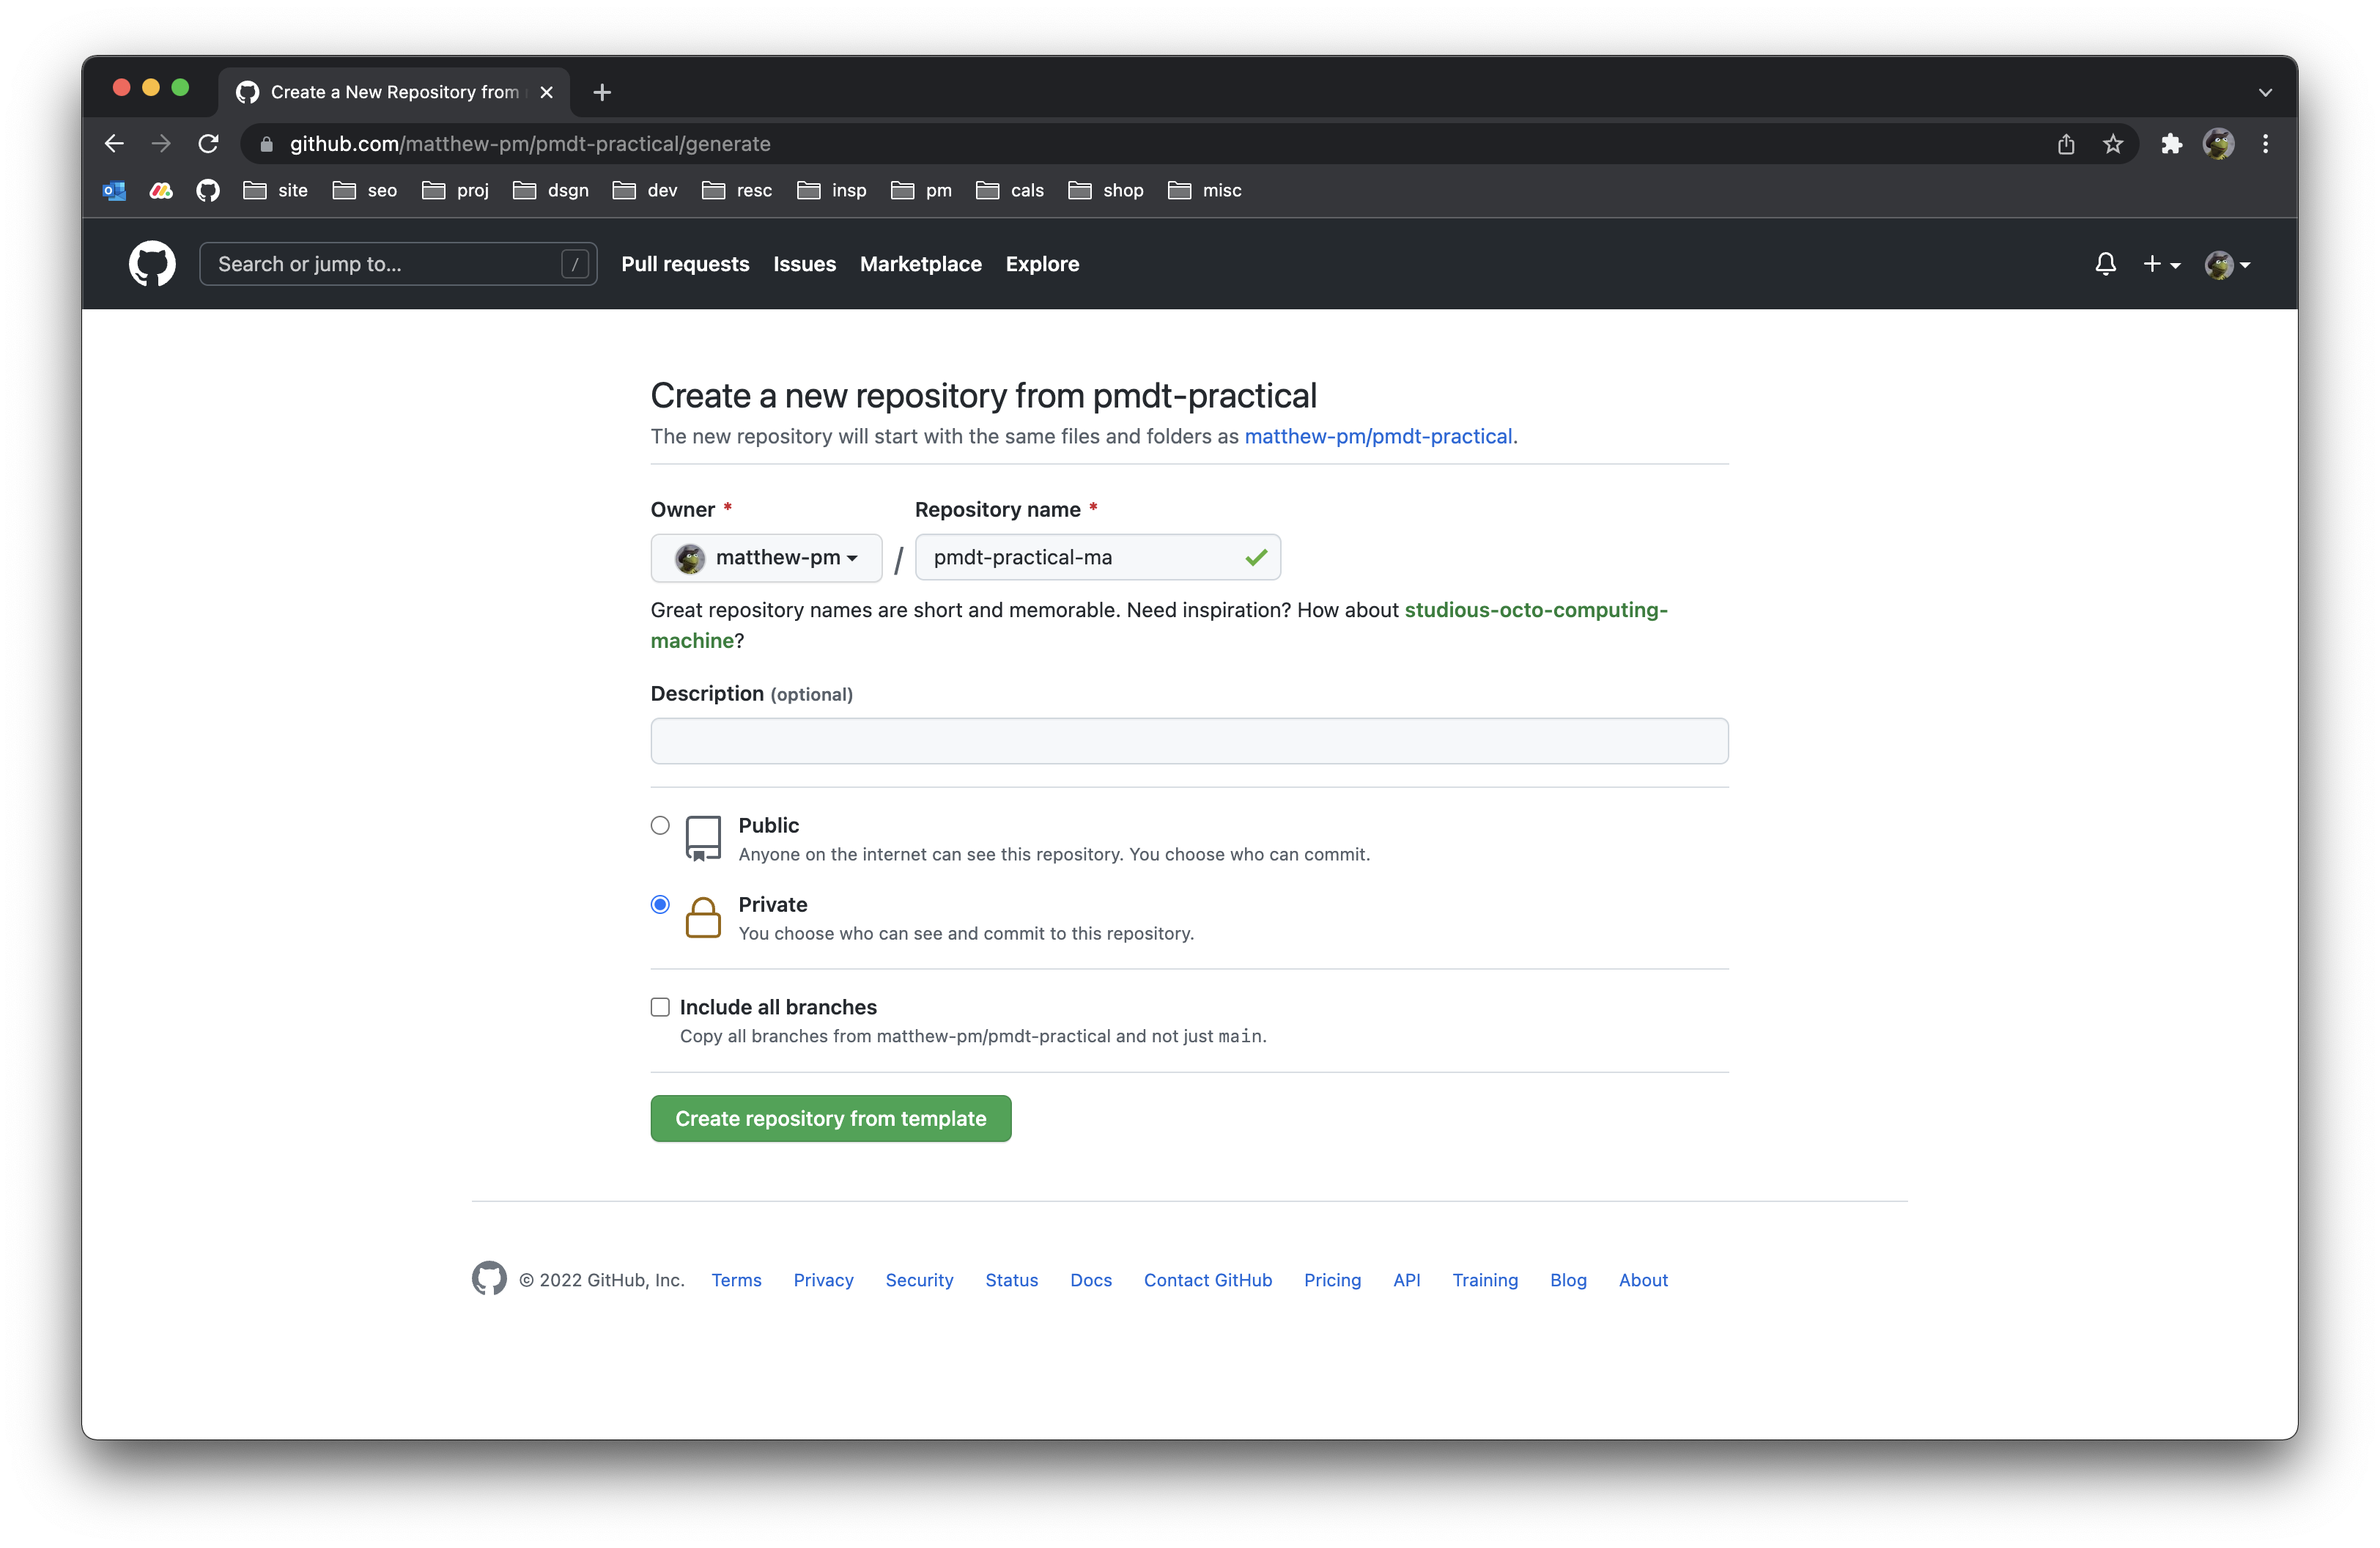 Create a New Repository from
github.com/matthew-pm/pmdt-practical/generate
site seo proj dsgn dev resc insp pm cals shop misc
Search or jump to... / Pull requests Issues Marketplace Explore
Create a new repository from pmdt-practical
The new repository will start with the same files and folders as matthew-pm/pmdt-practical.
Owner * Repository name *
matthew-pm / pmdt-practical-ma
Great repository names are short and memorable. Need inspiration? How about studious-octo-computing-
machine?
Description (optional)
Public
Anyone on the internet can see this repository. You choose who can commit.
Private
You choose who can see and commit to this repository.
Include all branches
Copy all branches from matthew-pm/pmdt-practical and not just main.
Create repository from template
© 2022 GitHub, Inc. Terms Privacy Security Status Docs Contact GitHub Pricing API Training Blog About